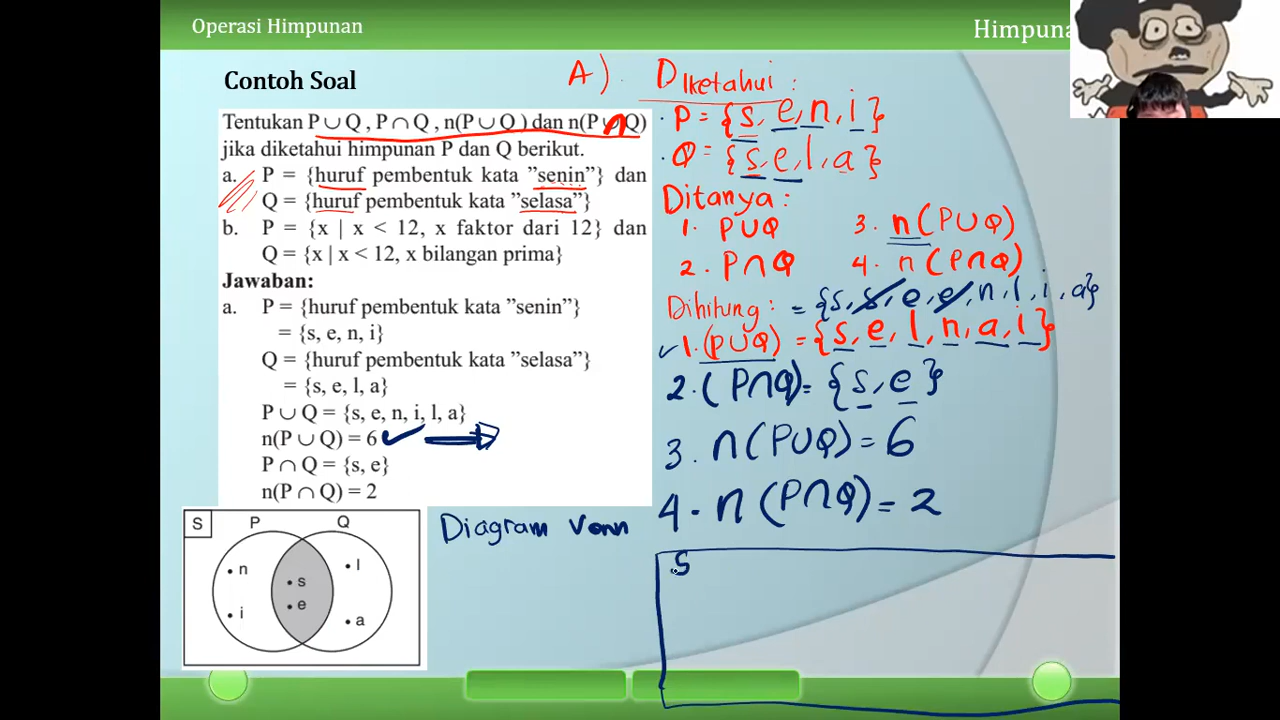 Operasi Himpunan
Himpuna
Contoh Soal
Tentukan P ∪ Q , P ∩ Q , n(P ∪ Q ) dan n(P ∩ Q)
jika diketahui himpunan P dan Q berikut.
a. P = {huruf pembentuk kata "senin"} dan
Q = {huruf pembentuk kata "selasa"}
b. P = {x | x < 12, x faktor dari 12} dan
Q = {x | x < 12, x bilangan prima}
Jawaban:
a. P = {huruf pembentuk kata "senin"}
= {s, e, n, i}
Q = {huruf pembentuk kata "selasa"}
= {s, e, l, a}
P ∪ Q = {s, e, n, i, l, a}
n(P ∪ Q) = 6
P ∩ Q = {s, e}
n(P ∩ Q) = 2
S
P
Q
n
i
s
e
l
a
Diagram Venn
A) . Diketahui :
P = {s, e, n, i}
Q = {s, e, l, a}
Ditanya :
1. P∪Q
2. P∩Q
3. n(P∪Q)
4. n(P∩Q)
Dihitung : = {s, s, e, e, n, l, i, a}
1. (P∪Q) = {s, e, l, n, a, i}
2. (P∩Q) = {s, e}
3. n(P∪Q) = 6
4. n(P∩Q) = 2
S